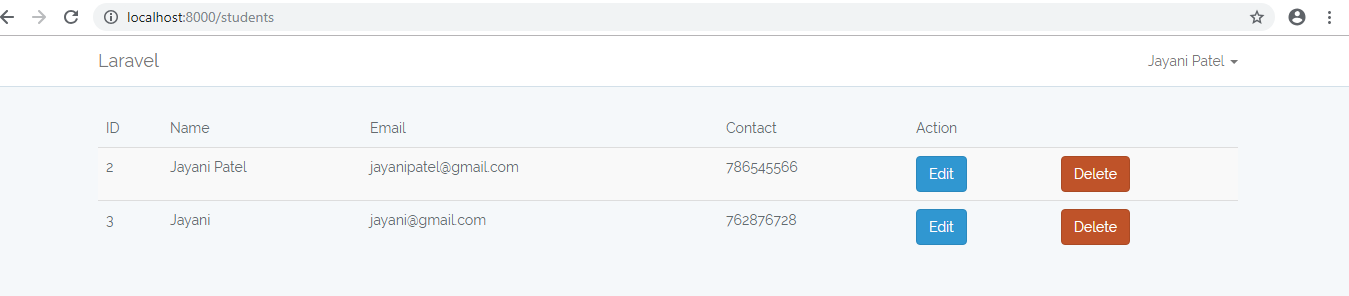 localhost:8000/students
Laravel Jayani Patel
ID Name Email Contact Action
2 Jayani Patel jayanipatel@gmail.com 786545566 Edit Delete
3 Jayani jayani@gmail.com 762876728 Edit Delete